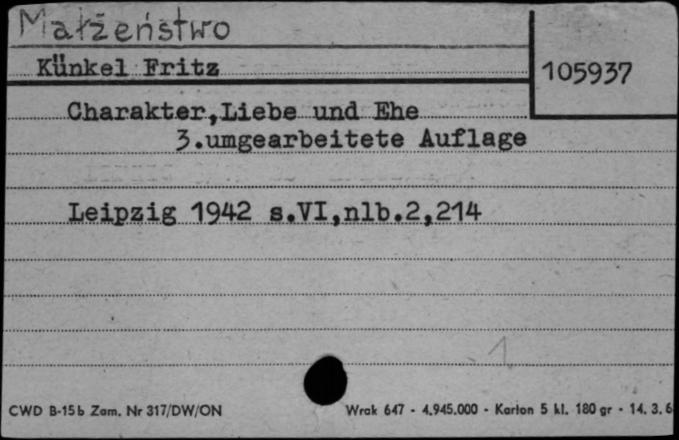 Małżeństwo
Künkel Fritz
105937
Charakter,Liebe und Ehe
3.umgearbeitete Auflage
Leipzig 1942 s.VI,nlb.2,214
1
CWD B-15b Zam. Nr 317/DW/ON
Wrak 647 - 4.945.000 - Karton 5 kl. 180 gr - 14. 3. 6